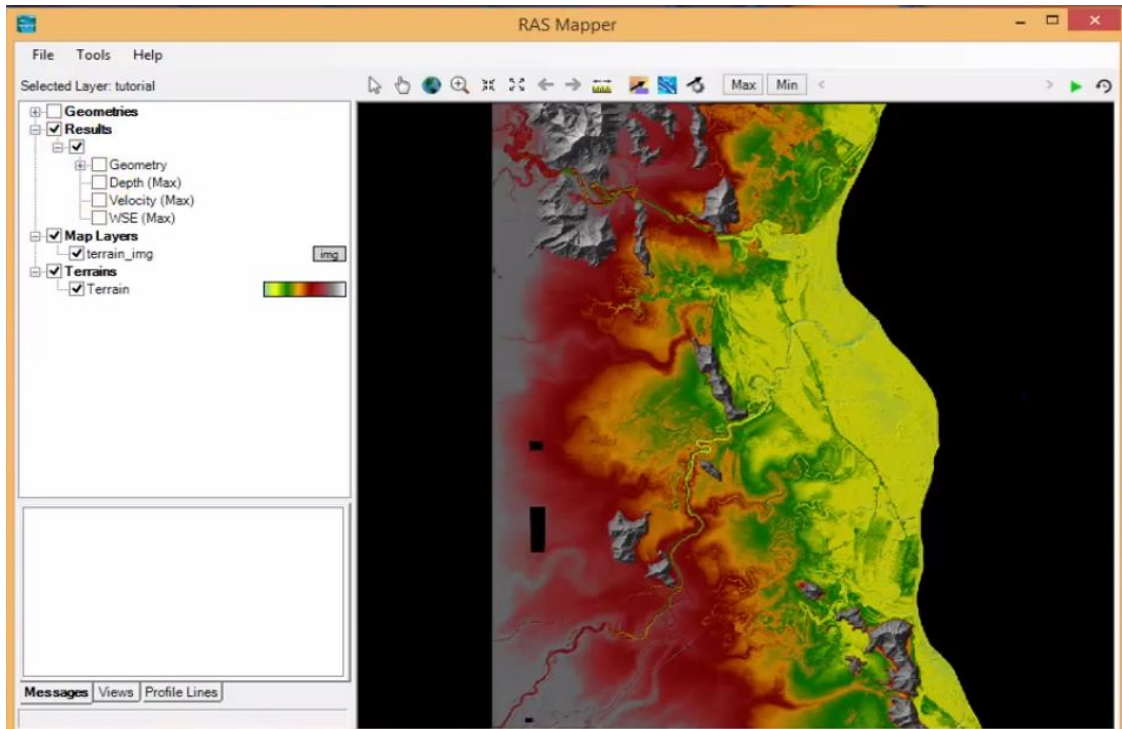 RAS Mapper
File Tools Help
Selected Layer: tutorial
Max Min
Geometries
Results
Geometry
Depth (Max)
Velocity (Max)
WSE (Max)
Map Layers
terrain_img img
Terrains
Terrain
Messages Views Profile Lines